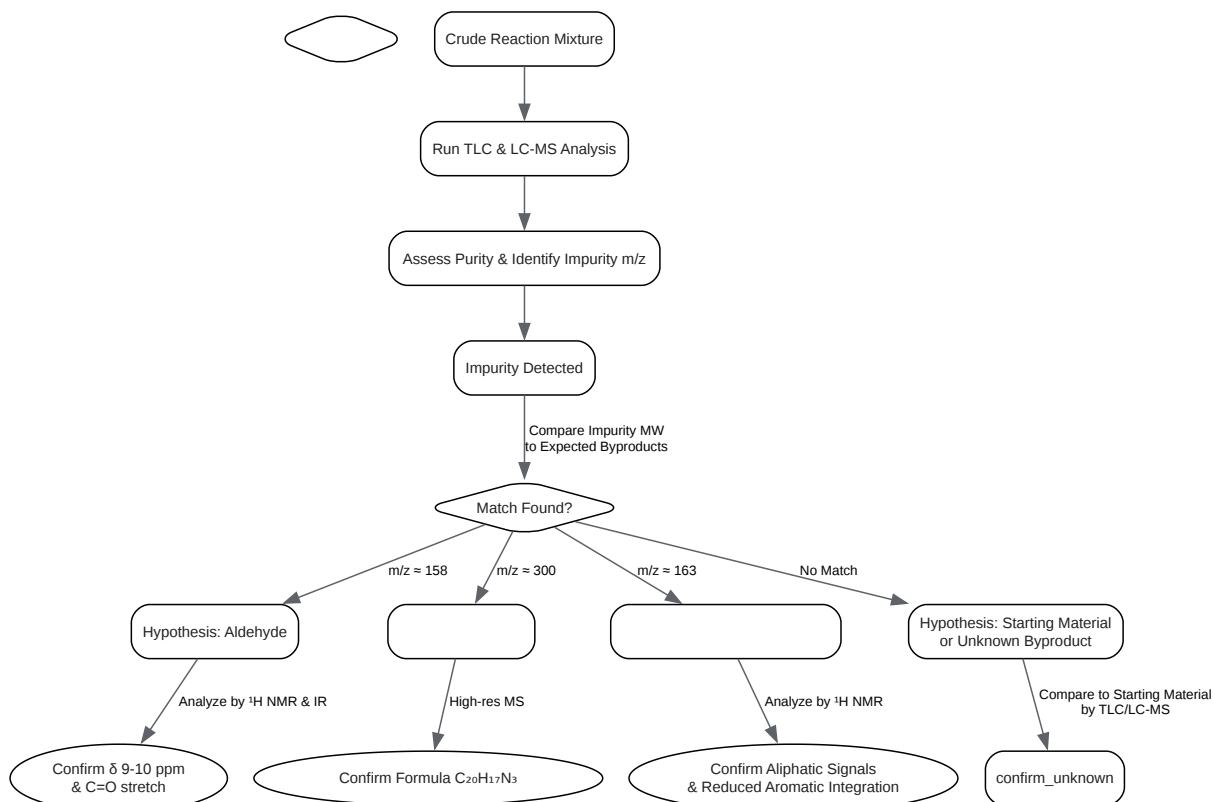 Crude Reaction Mixture
Run TLC & LC-MS Analysis
Assess Purity & Identify Impurity m/z
Impurity Detected
Compare Impurity MW
to Expected Byproducts
Match Found?
m/z ≈ 158
m/z ≈ 300
m/z ≈ 163
No Match
Hypothesis: Aldehyde
Hypothesis: Starting Material
or Unknown Byproduct
Analyze by ¹H NMR & IR
High-res MS
Analyze by ¹H NMR
Compare to Starting Material
by TLC/LC-MS
Confirm δ 9-10 ppm
& C=O stretch
Confirm Formula C₂₀H₁₇N₃
Confirm Aliphatic Signals
& Reduced Aromatic Integration
confirm_unknown